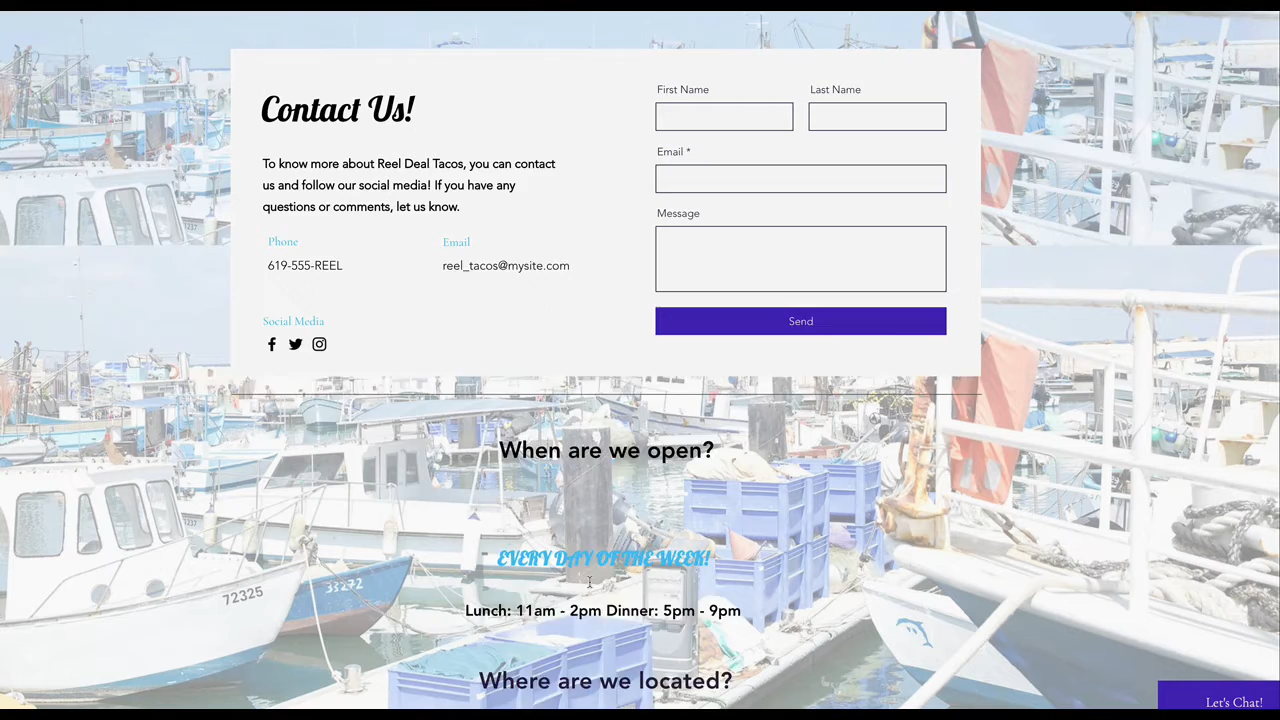 Contact Us!
To know more about Reel Deal Tacos, you can contact
us and follow our social media! If you have any
questions or comments, let us know.
Phone
619-555-REEL
Email
reel_tacos@mysite.com
Social Media
First Name
Last Name
Email *
Message
Send
When are we open?
EVERY DAY OF THE WEEK!
Lunch: 11am - 2pm Dinner: 5pm - 9pm
Where are we located?
Let's Chat!
72325
33272